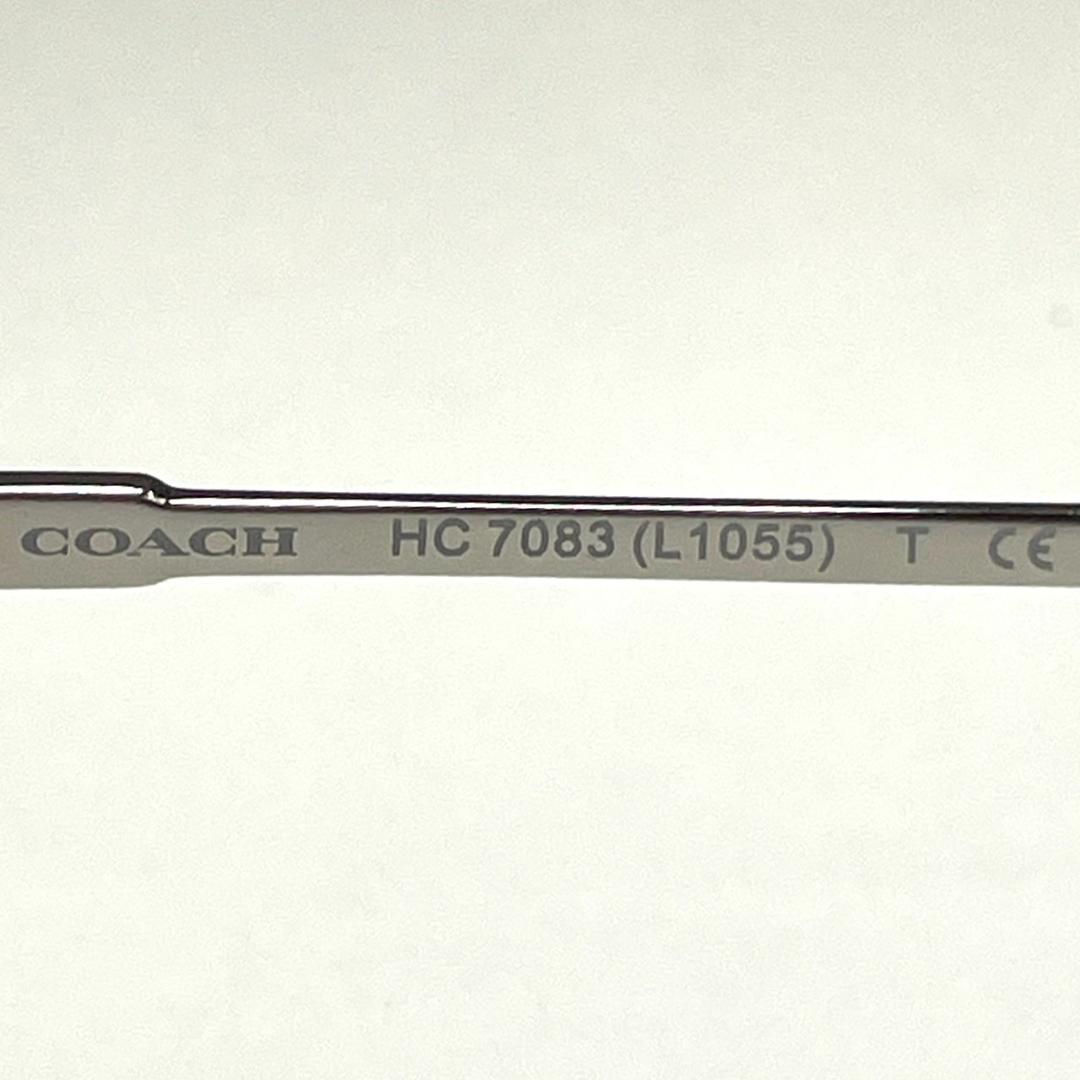 COACH HC 7083 (L1055) T CE